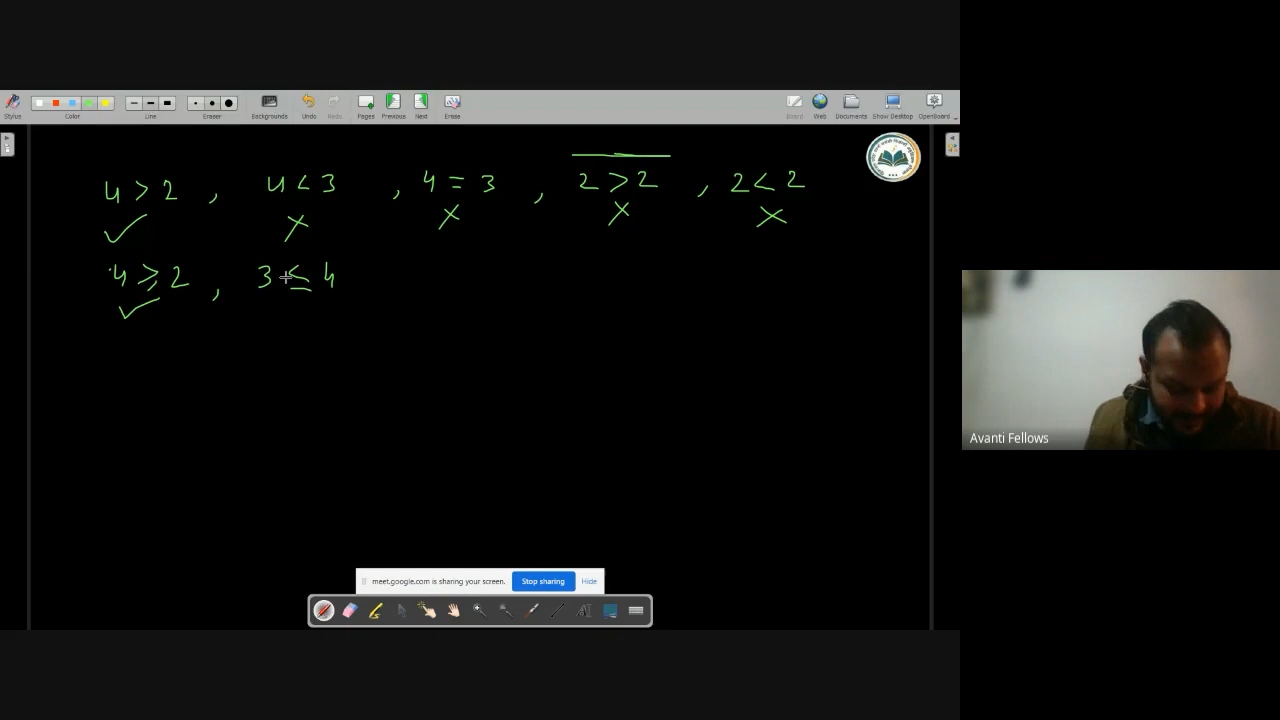 Stylus Color Line Eraser Backgrounds Undo Redo Pages Previous Next Erase Board Web Documents Show Desktop OpenBoard
4 > 2 , 4 < 3 , 4 = 3 , 2 > 2 , 2 < 2
✓ ✗ ✗ ✗ ✗
4 ≥ 2 , 3 ≤ 4
✓
Avanti Fellows
meet.google.com is sharing your screen. Stop sharing Hide